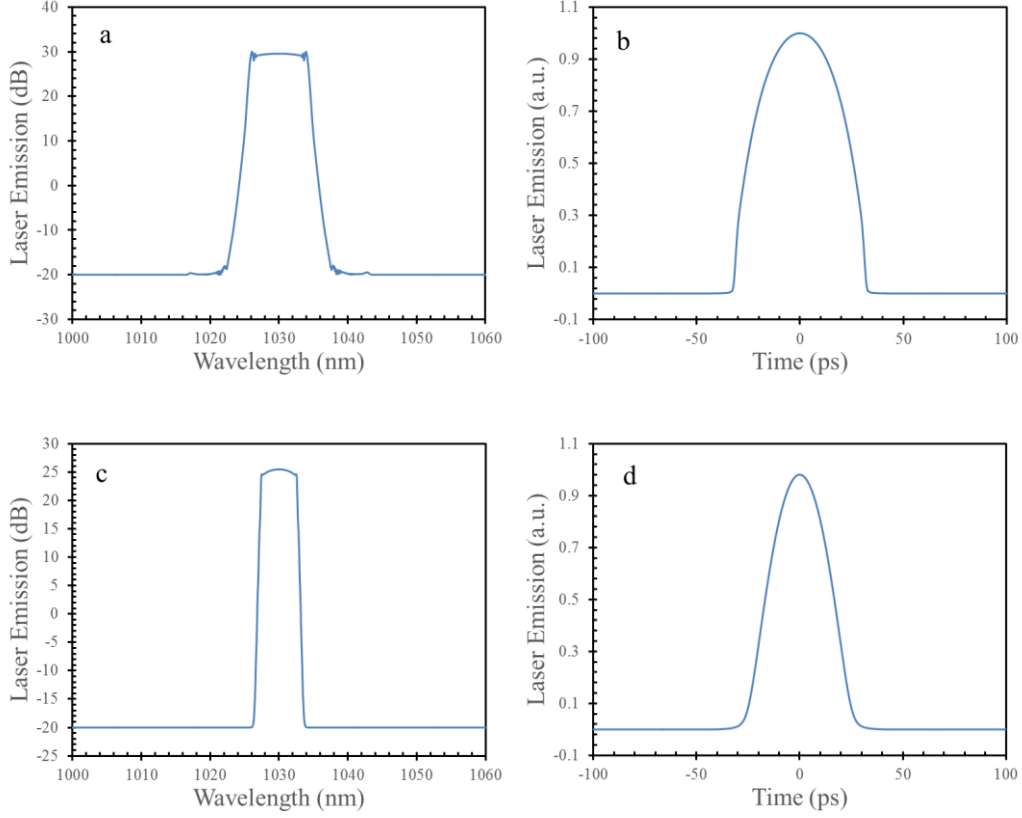 a
Laser Emission (dB)
40
30
20
10
0
-10
-20
-30
1000 1010 1020 1030 1040 1050 1060
Wavelength (nm)
b
Laser Emission (a.u.)
1.1
0.9
0.7
0.5
0.3
0.1
-0.1
-100 -50 0 50 100
Time (ps)
c
Laser Emission (dB)
30
25
20
15
10
5
0
-5
-10
-15
-20
-25
1000 1010 1020 1030 1040 1050 1060
Wavelength (nm)
d
Laser Emission (a.u.)
1.1
0.9
0.7
0.5
0.3
0.1
-0.1
-100 -50 0 50 100
Time (ps)